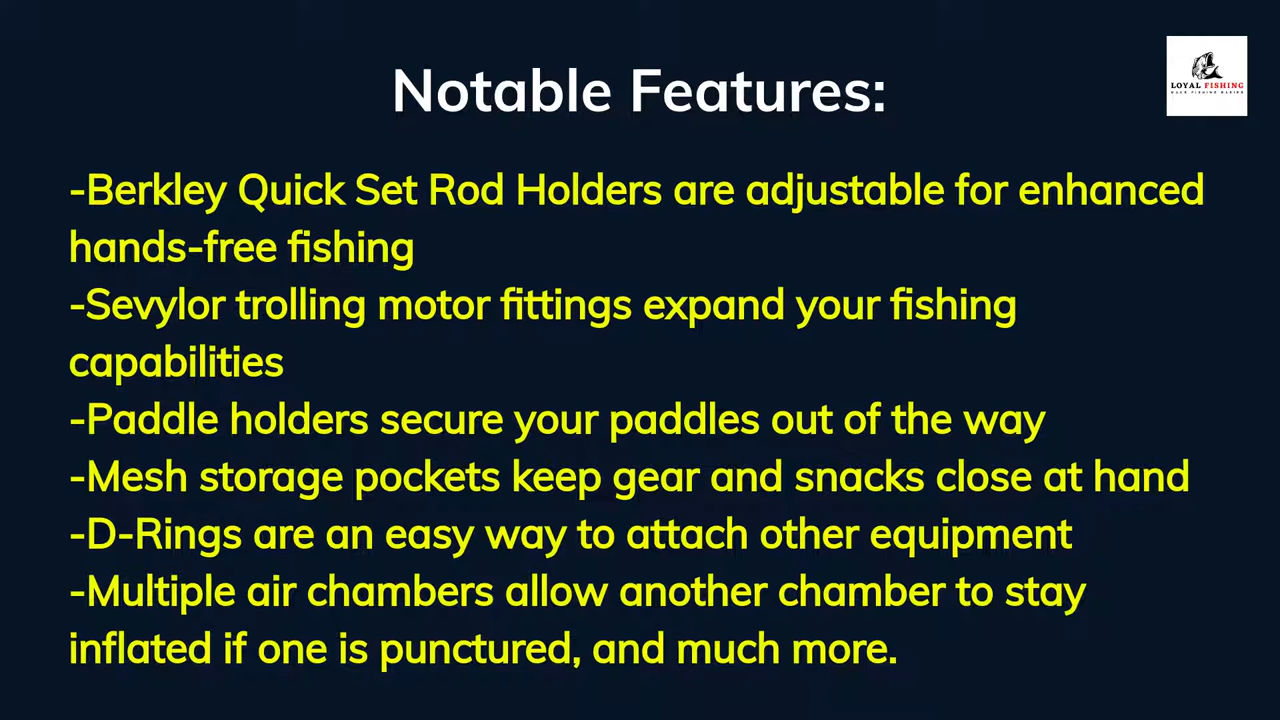 Notable Features:
LOYAL FISHING
-Berkley Quick Set Rod Holders are adjustable for enhanced
hands-free fishing
-Sevylor trolling motor fittings expand your fishing
capabilities
-Paddle holders secure your paddles out of the way
-Mesh storage pockets keep gear and snacks close at hand
-D-Rings are an easy way to attach other equipment
-Multiple air chambers allow another chamber to stay
inflated if one is punctured, and much more.